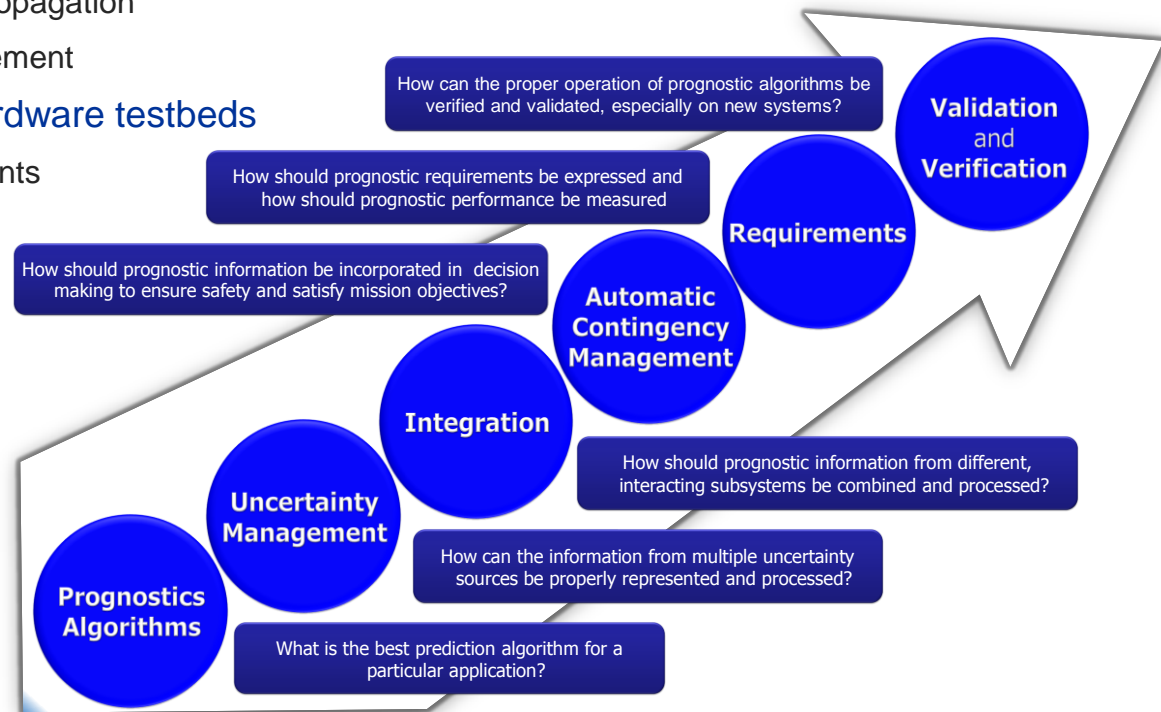 opagation
ement
rdware testbeds
nts
How can the proper operation of prognostic algorithms be
verified and validated, especially on new systems?
Validation
and
Verification
How should prognostic requirements be expressed and
how should prognostic performance be measured
Requirements
How should prognostic information be incorporated in decision
making to ensure safety and satisfy mission objectives?
Automatic
Contingency
Management
Integration
How should prognostic information from different,
interacting subsystems be combined and processed?
Uncertainty
Management
How can the information from multiple uncertainty
sources be properly represented and processed?
Prognostics
Algorithms
What is the best prediction algorithm for a
particular application?